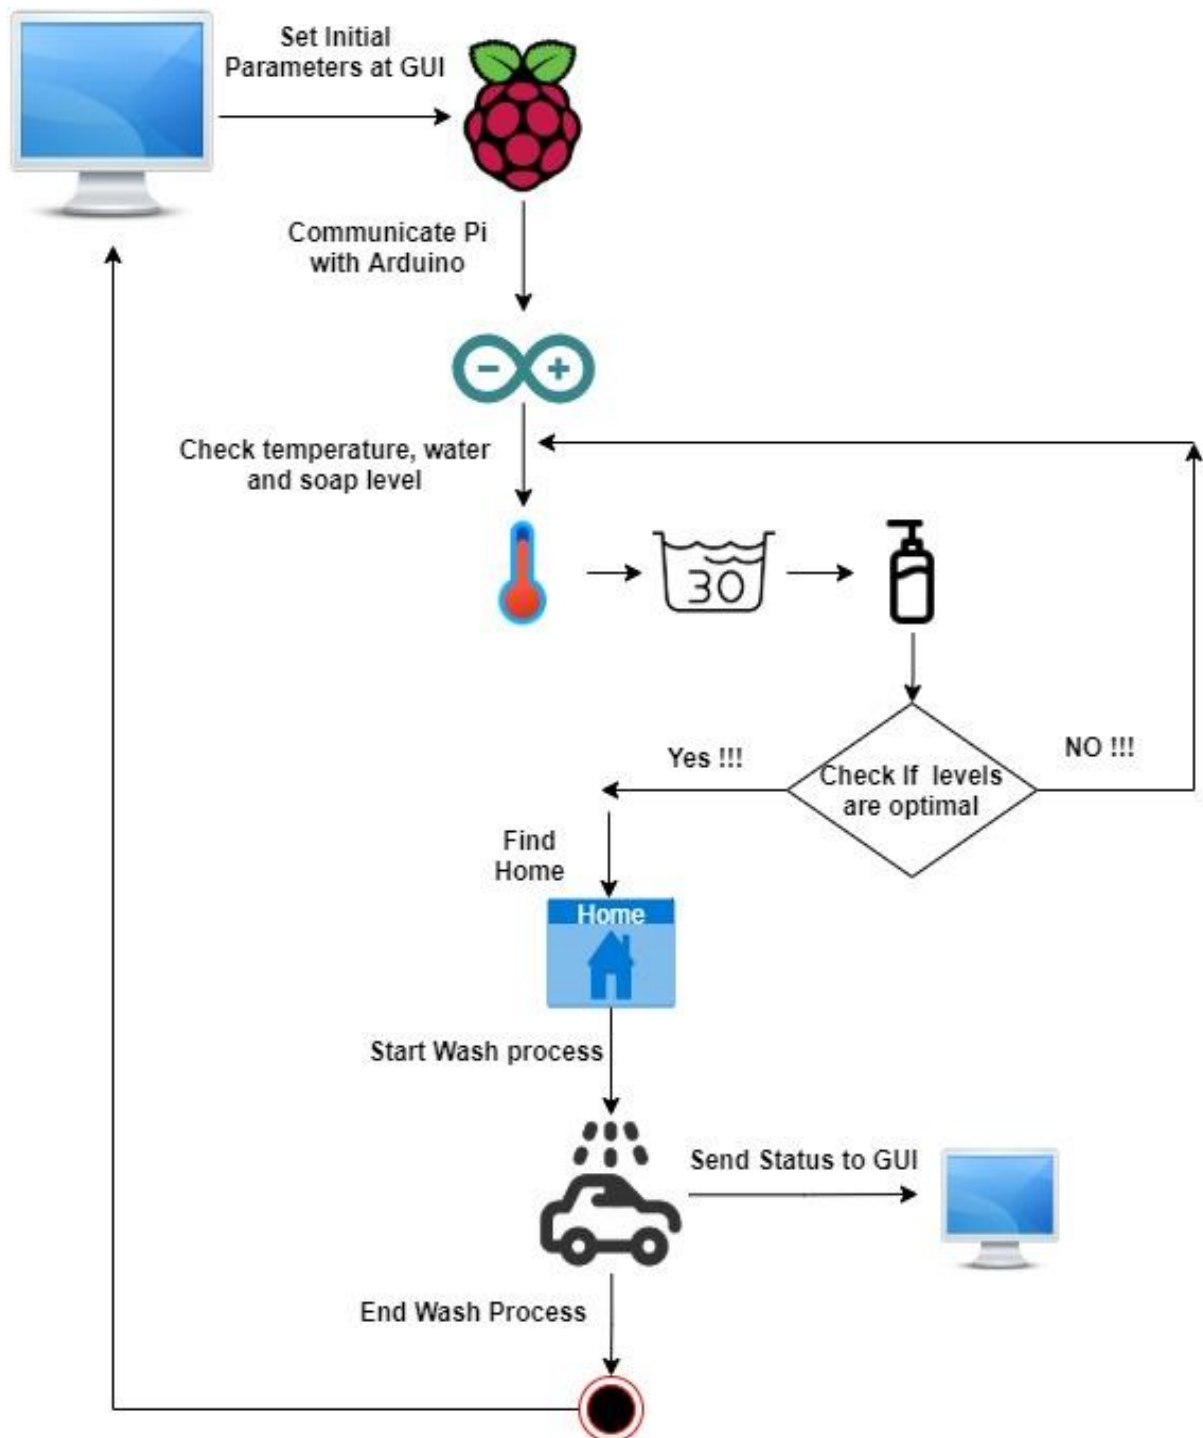 Set Initial
Parameters at GUI
Communicate Pi
with Arduino
Check temperature, water
and soap level
30
Yes !!!
NO !!!
Check If levels
are optimal
Find
Home
Home
Start Wash process
Send Status to GUI
End Wash Process